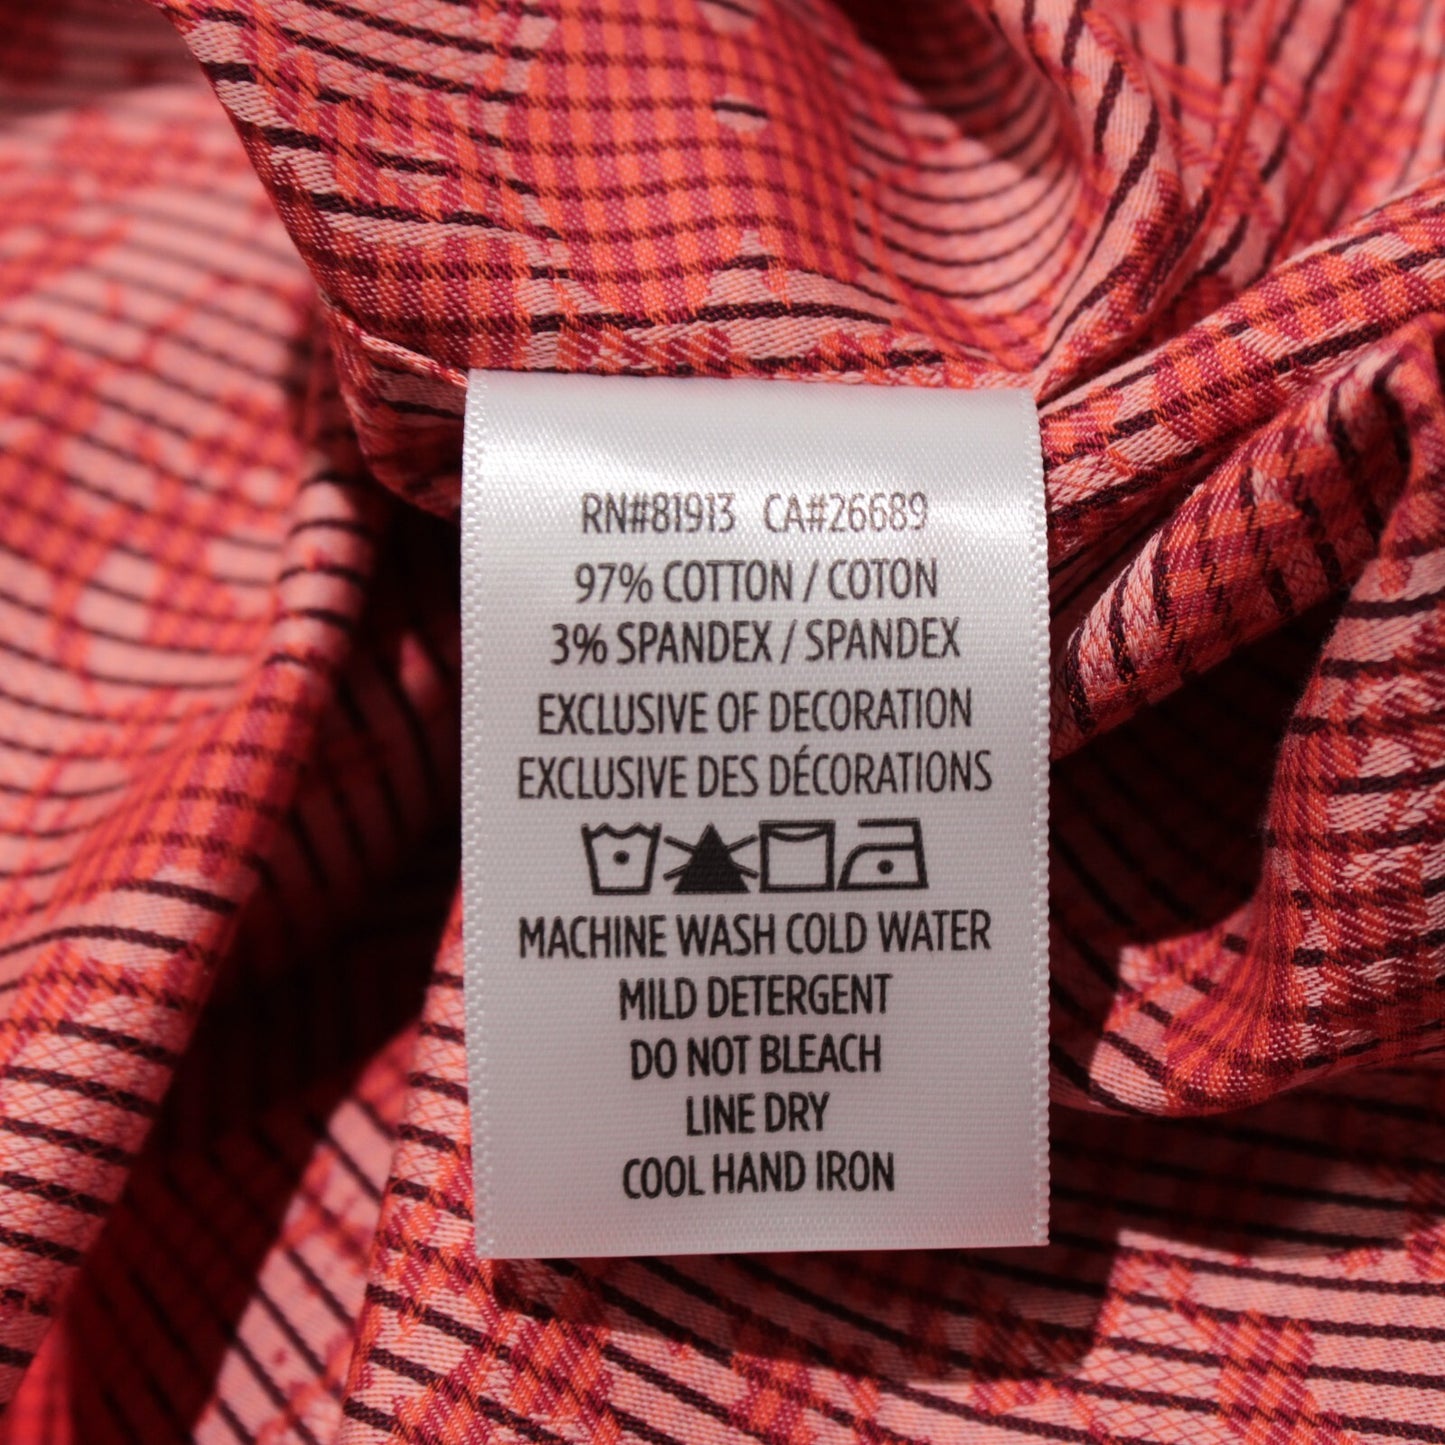 RN#81913 CA#26689
97% COTTON / COTON
3% SPANDEX / SPANDEX
EXCLUSIVE OF DECORATION
EXCLUSIVE DES DÉCORATIONS
MACHINE WASH COLD WATER
MILD DETERGENT
DO NOT BLEACH
LINE DRY
COOL HAND IRON